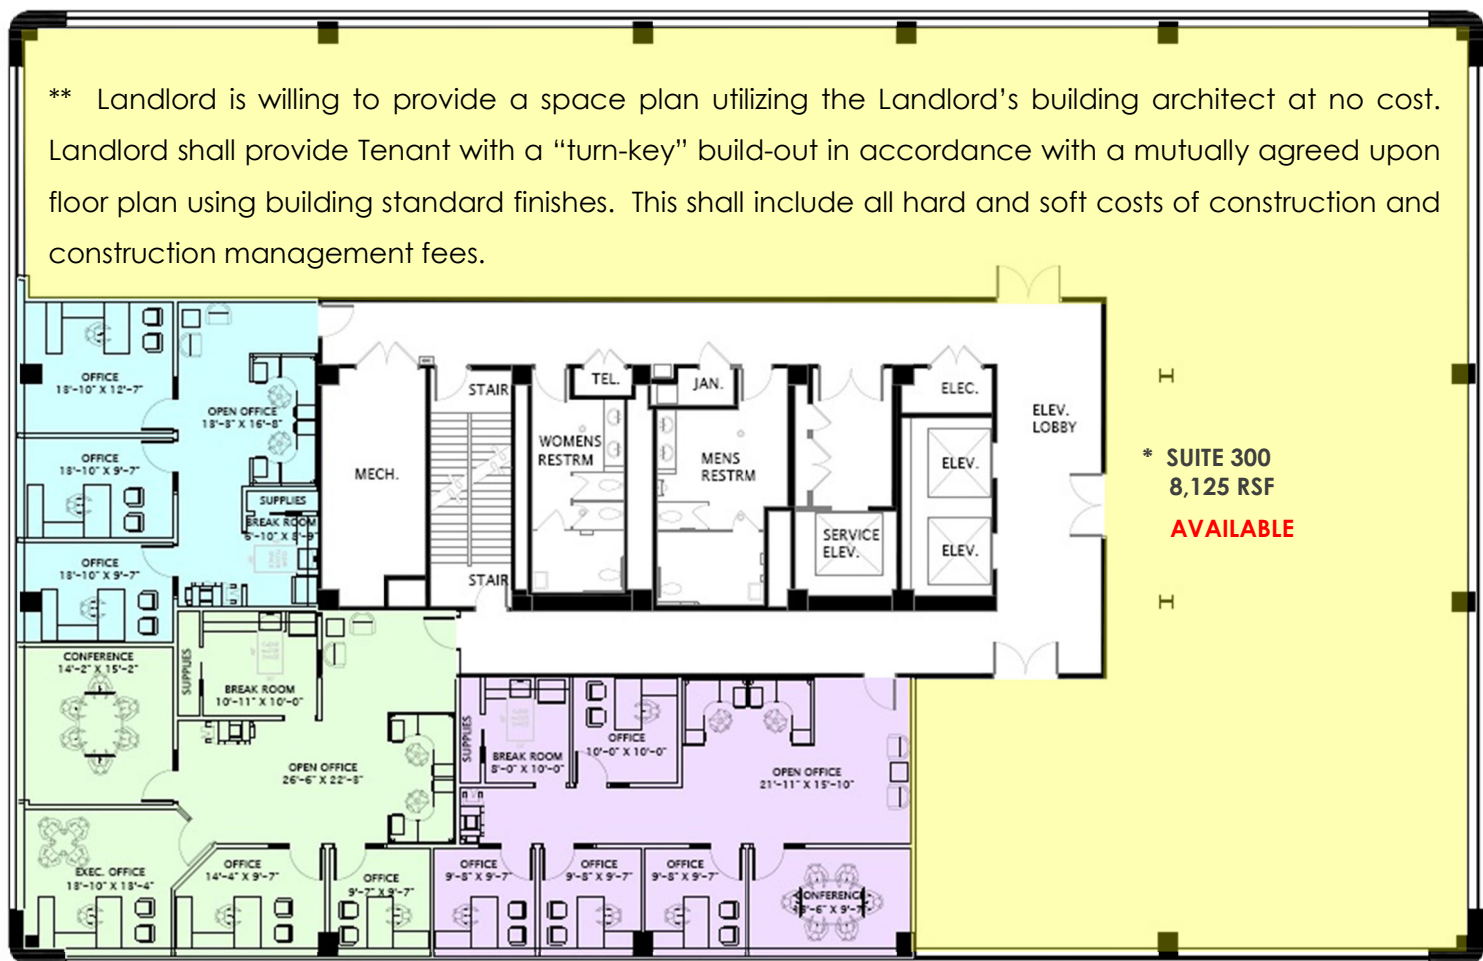 ** Landlord is willing to provide a space plan utilizing the Landlord’s building architect at no cost.
Landlord shall provide Tenant with a “turn-key” build-out in accordance with a mutually agreed upon
floor plan using building standard finishes. This shall include all hard and soft costs of construction and
construction management fees.
OFFICE
18'-10" X 12'-7"
OPEN OFFICE
18'-8" X 16'-8"
OFFICE
18'-10" X 9'-7"
SUPPLIES
BREAK ROOM
OFFICE
18'-10" X 9'-7"
MECH.
STAIR
STAIR
TEL.
WOMENS
RESTRM
JAN.
MENS
RESTRM
SERVICE
ELEV.
ELEC.
ELEV.
ELEV.
ELEV.
LOBBY
* SUITE 300
8,125 RSF
AVAILABLE
CONFERENCE
14'-2" X 15'-2"
SUPPLIES
BREAK ROOM
10'-11" X 10'-0"
OPEN OFFICE
26'-6" X 22'-8"
EXEC. OFFICE
18'-10" X 18'-4"
OFFICE
14'-4" X 9'-7"
OFFICE
9'-7" X 9'-7"
SUPPLIES
BREAK ROOM
8'-0" X 10'-0"
OFFICE
10'-0" X 10'-0"
OPEN OFFICE
21'-11" X 15'-10"
OFFICE
9'-8" X 9'-7"
OFFICE
9'-8" X 9'-7"
OFFICE
9'-8" X 9'-7"
CONFERENCE